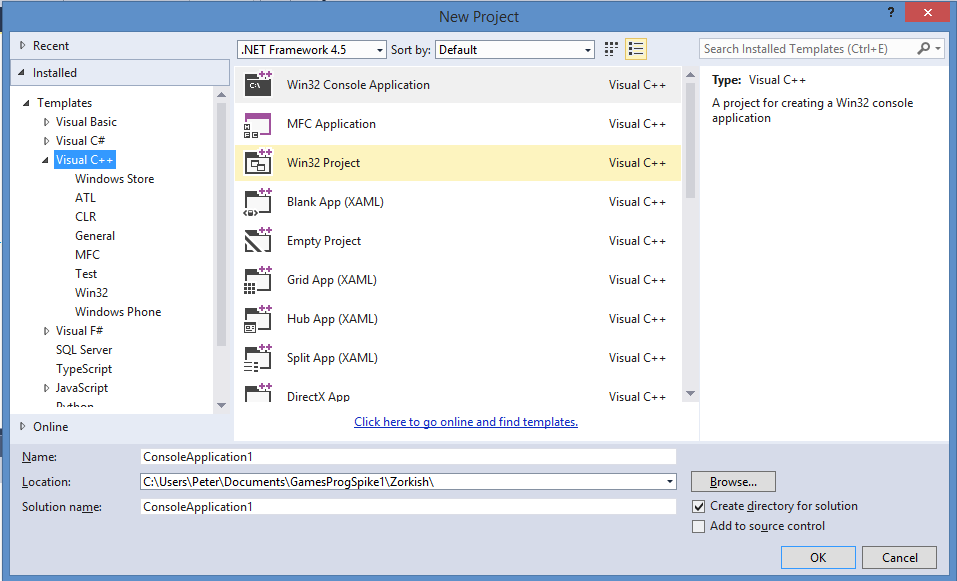 New Project
? ×
Recent
Installed
Templates
Visual Basic
Visual C#
Visual C++
Windows Store
ATL
CLR
General
MFC
Test
Win32
Windows Phone
Visual F#
SQL Server
TypeScript
JavaScript
Python
Online
.NET Framework 4.5 Sort by: Default
Win32 Console Application Visual C++
MFC Application Visual C++
Win32 Project Visual C++
Blank App (XAML) Visual C++
Empty Project Visual C++
Grid App (XAML) Visual C++
Hub App (XAML) Visual C++
Split App (XAML) Visual C++
DirectX App Visual C++
Click here to go online and find templates.
Search Installed Templates (Ctrl+E)
Type: Visual C++
A project for creating a Win32 console
application
Name: ConsoleApplication1
Location: C:\Users\Peter\Documents\GamesProgSpike1\Zorkish\ Browse...
Solution name: ConsoleApplication1 Create directory for solution
Add to source control
OK Cancel